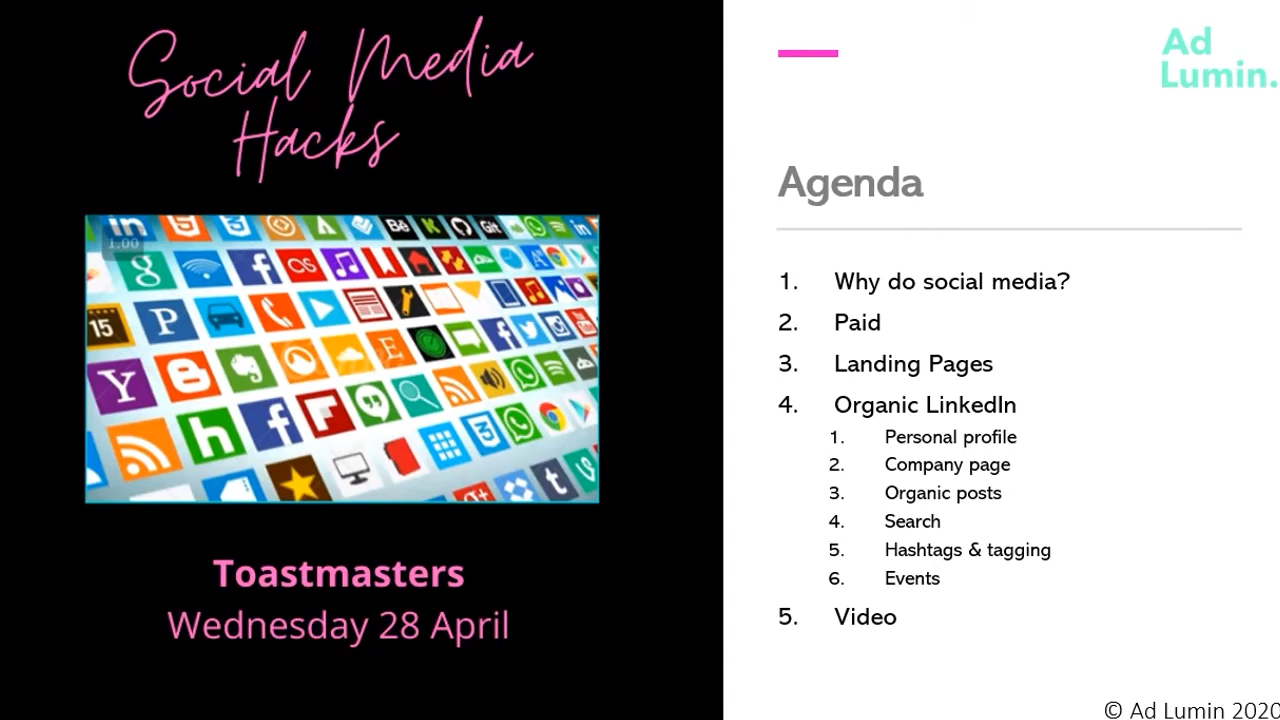 Social Media
Hacks
1.00
Toastmasters
Wednesday 28 April
Ad
Lumin.
Agenda
1. Why do social media?
2. Paid
3. Landing Pages
4. Organic LinkedIn
1. Personal profile
2. Company page
3. Organic posts
4. Search
5. Hashtags & tagging
6. Events
5. Video
© Ad Lumin 2020